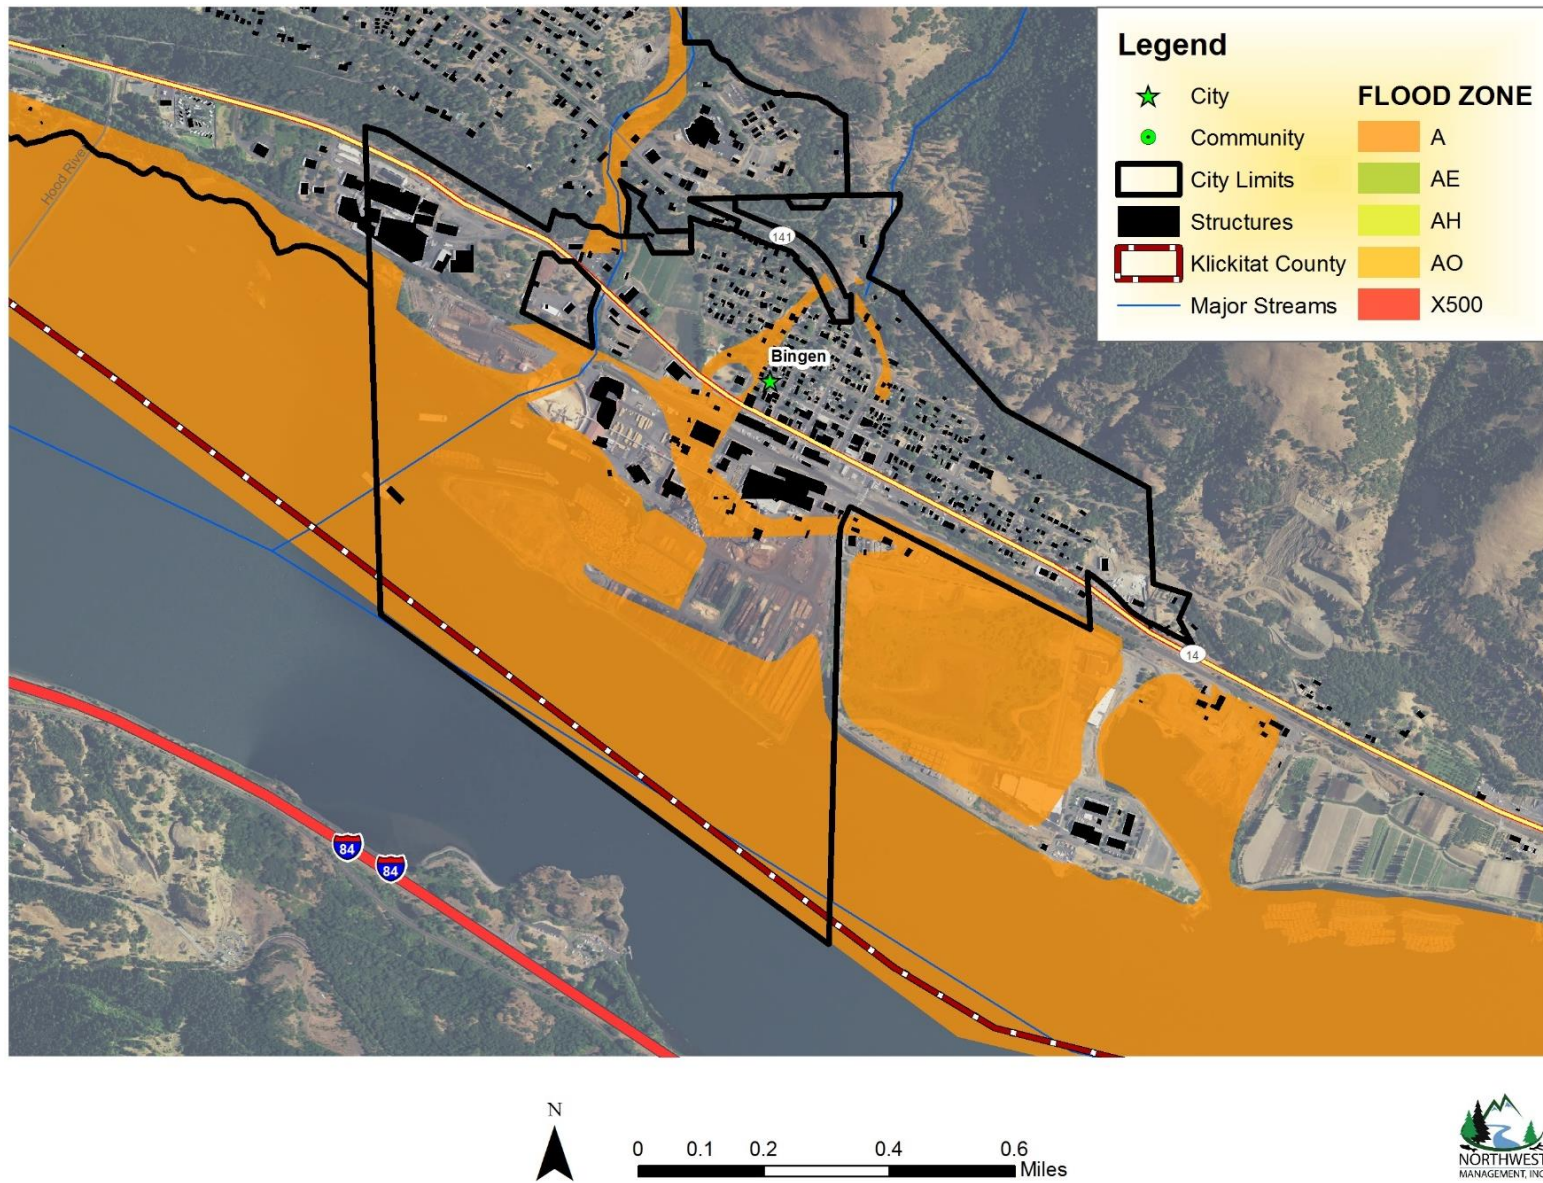 Legend
City
Community
City Limits
Structures
Klickitat County
Major Streams
FLOOD ZONE
A
AE
AH
AO
X500
Hood River
141
Bingen
14
84
84
N
0 0.1 0.2 0.4 0.6
Miles
NORTHWEST
MANAGEMENT, INC.